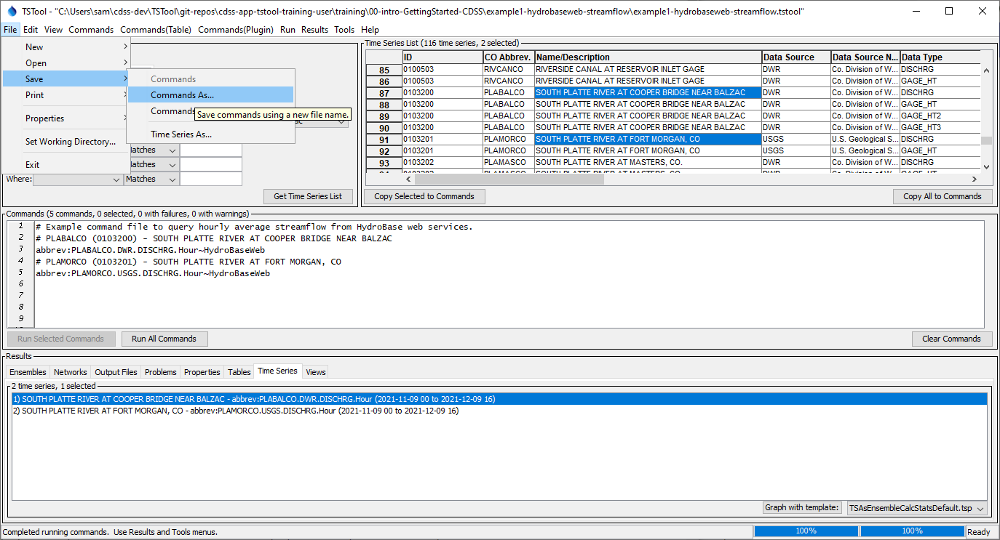 TSTool - "C:\Users\sam\cdss-dev\TSTool\git-repos\cdss-app-tstool-training-user\training\00-intro-GettingStarted-CDSS\example1-hydrobaseweb-streamflow\example1-hydrobaseweb-streamflow.tstool"
File Edit View Commands Commands(Table) Commands(Plugin) Run Results Tools Help
New
Open
Save
Print
Properties
Set Working Directory...
Exit
Commands
Commands As...
Commands
Save commands using a new file name.
Time Series As...
Matches
Matches
Where: Matches
Get Time Series List
Time Series List (116 time series, 2 selected)
ID CO Abbrev. Name/Description Data Source Data Source N... Data Type
85 0100503 RIVCANCO RIVERSIDE CANAL AT RESERVOIR INLET GAGE DWR Co. Division of W... DISCHRG
86 0100503 RIVCANCO RIVERSIDE CANAL AT RESERVOIR INLET GAGE DWR Co. Division of W... GAGE_HT
87 0103200 PLABALCO SOUTH PLATTE RIVER AT COOPER BRIDGE NEAR BALZAC DWR Co. Division of W... DISCHRG
88 0103200 PLABALCO SOUTH PLATTE RIVER AT COOPER BRIDGE NEAR BALZAC DWR Co. Division of W... GAGE_HT
89 0103200 PLABALCO SOUTH PLATTE RIVER AT COOPER BRIDGE NEAR BALZAC DWR Co. Division of W... GAGE_HT2
90 0103200 PLABALCO SOUTH PLATTE RIVER AT COOPER BRIDGE NEAR BALZAC DWR Co. Division of W... GAGE_HT3
91 0103201 PLAMORCO SOUTH PLATTE RIVER AT FORT MORGAN, CO USGS U.S. Geological S... DISCHRG
92 0103201 PLAMORCO SOUTH PLATTE RIVER AT FORT MORGAN, CO USGS U.S. Geological S... GAGE_HT
93 0103202 PLAMASCO SOUTH PLATTE RIVER AT MASTERS, CO. DWR Co. Division of W... DISCHRG
94 0103202 PLAMASCO SOUTH PLATTE RIVER AT MASTERS, CO. DWR Co. Division of W... GAGE_HT
Copy Selected to Commands Copy All to Commands
Commands (5 commands, 0 selected, 0 with failures, 0 with warnings)
1 # Example command file to query hourly average streamflow from HydroBase web services.
2 # PLABALCO (0103200) - SOUTH PLATTE RIVER AT COOPER BRIDGE NEAR BALZAC
3 abbrev:PLABALCO.DWR.DISCHRG.Hour~HydroBaseWeb
4 # PLAMORCO (0103201) - SOUTH PLATTE RIVER AT FORT MORGAN, CO
5 abbrev:PLAMORCO.USGS.DISCHRG.Hour~HydroBaseWeb
6
7
8
9
Run Selected Commands Run All Commands Clear Commands
Results
Ensembles Networks Output Files Problems Properties Tables Time Series Views
2 time series, 1 selected
1) SOUTH PLATTE RIVER AT COOPER BRIDGE NEAR BALZAC - abbrev:PLABALCO.DWR.DISCHRG.Hour (2021-11-09 00 to 2021-12-09 16)
2) SOUTH PLATTE RIVER AT FORT MORGAN, CO - abbrev:PLAMORCO.USGS.DISCHRG.Hour (2021-11-09 00 to 2021-12-09 16)
Graph with template: TSAsEnsembleCalcStatsDefault.tsp
Completed running commands. Use Results and Tools menus. 100% 100% Ready